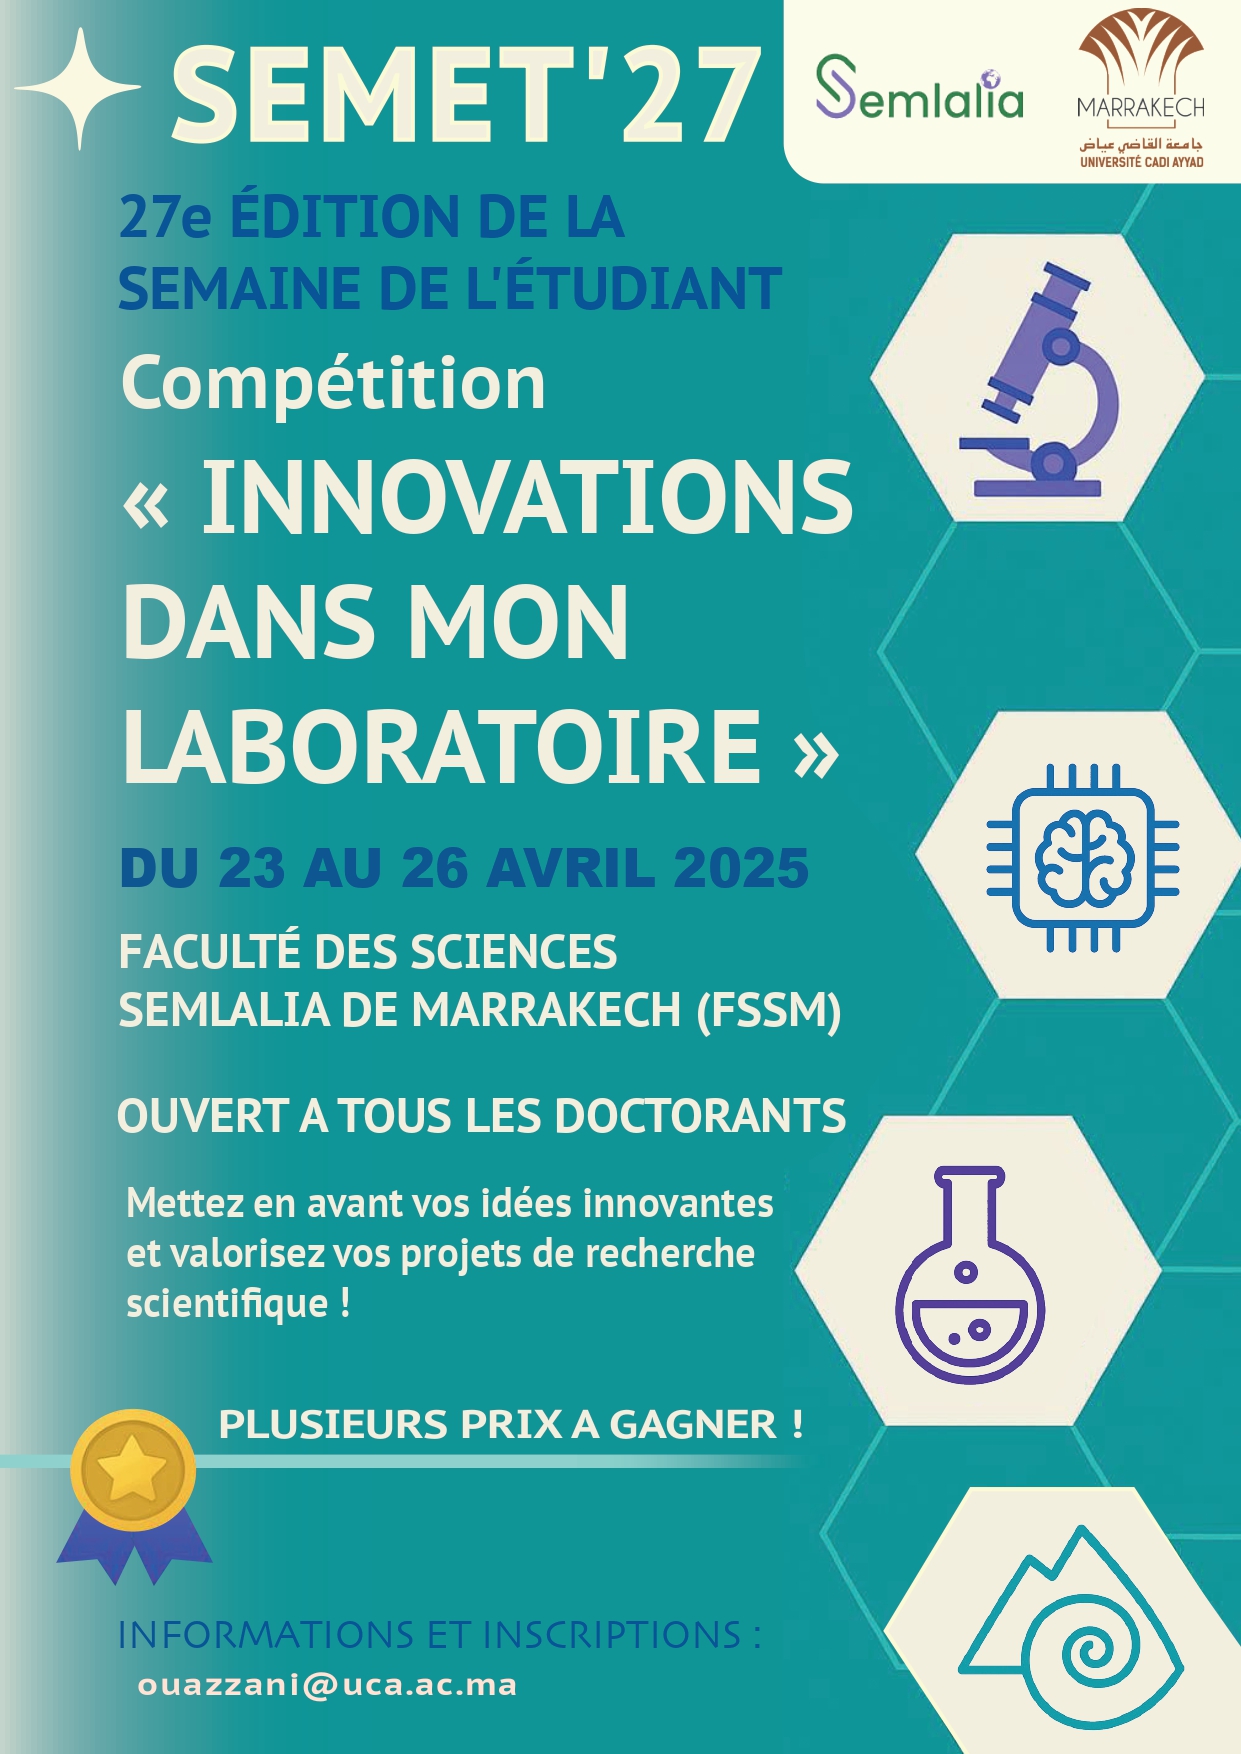 SEMET'27
Semlalia
MARRAKECH
جامعة القاضي عياض
UNIVERSITÉ CADI AYYAD
27e ÉDITION DE LA
SEMAINE DE L'ÉTUDIANT
Compétition
« INNOVATIONS
DANS MON
LABORATOIRE »
DU 23 AU 26 AVRIL 2025
FACULTÉ DES SCIENCES
SEMLALIA DE MARRAKECH (FSSM)
OUVERT A TOUS LES DOCTORANTS
Mettez en avant vos idées innovantes
et valorisez vos projets de recherche
scientifique !
PLUSIEURS PRIX A GAGNER !
INFORMATIONS ET INSCRIPTIONS :
ouazzani@uca.ac.ma